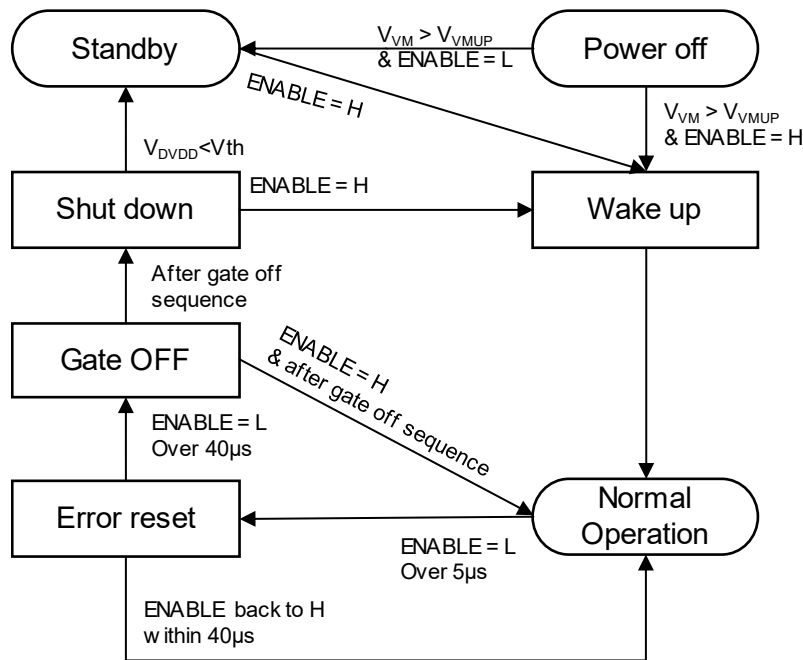 Standby
V_VM > V_VMUP
& ENABLE = L
Power off
ENABLE = H
V_VM > V_VMUP
& ENABLE = H
V_DVDD<Vth
Shut down
ENABLE = H
Wake up
After gate off
sequence
Gate OFF
ENABLE = H
& after gate off sequence
ENABLE = L
Over 40µs
Error reset
Normal
Operation
ENABLE = L
Over 5µs
ENABLE back to H
within 40µs